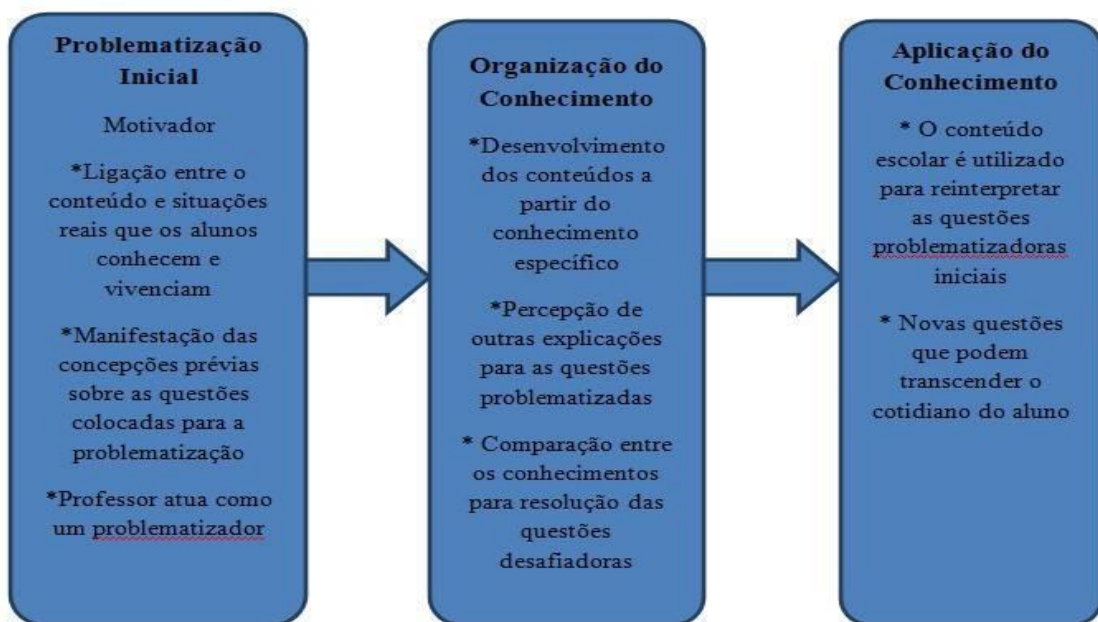 Problematização
Inicial
Motivador
*Ligação entre o
conteúdo e situações
reais que os alunos
conhecem e
vivenciam
*Manifestação das
concepções prévias
sobre as questões
colocadas para a
problematização
*Professor atua como
um problematizador
Organização do
Conhecimento
*Desenvolvimento
dos conteúdos a
partir do
conhecimento
específico
*Percepção de
outras explicações
para as questões
problematizadas
* Comparação entre
os conhecimentos
para resolução das
questões
desafiadoras
Aplicação do
Conhecimento
* O conteúdo
escolar é utilizado
para reinterpretar
as questões
problematizadoras
iniciais
* Novas questões
que podem
transcender o
cotidiano do aluno